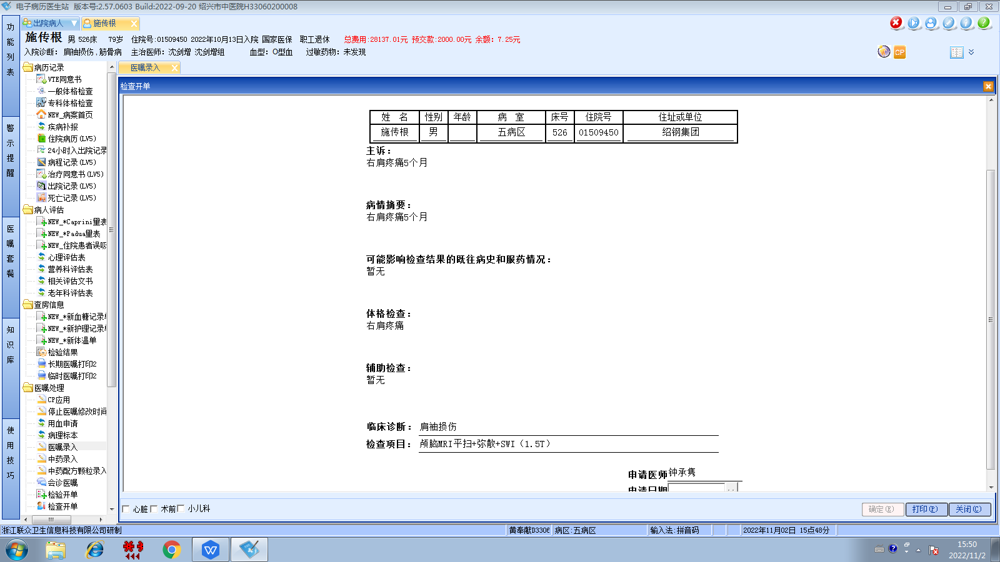 电子病历医生站 版本号:2.57.0603 Build:2022-09-20 绍兴市中医院H33060200008
出院病人
施传根
施传根 男 526床 79岁 住院号:01509450 2022年10月13日入院 国家医保 职工退休 总费用:28137.01元 预交款:2000.00元 余额: 7.25元
入院诊断: 肩袖损伤,筋骨病 主治医师: 沈剑增 沈剑增组 血型: O型血 过敏药物: 未发现
CP
功能列表
警示提醒
医嘱套餐
知识库
使用技巧
病历记录
VTE同意书
一般体格检查
专科体格检查
NEW_病案首页
疾病补报
住院病历(LV5)
24小时入出院记录
病程记录(LV5)
治疗同意书(LV5)
出院记录(LV5)
死亡记录(LV5)
病人评估
NEW_*Caprini量表
NEW_*Padua量表
NEW_住院患者误吸
心理评估表
营养科评估表
相关评估文书
老年科评估表
查房信息
NEW_*新血糖记录单
NEW_*新护理记录单
NEW_*新体温单
检验结果
长期医嘱打印2
临时医嘱打印2
医嘱处理
CP应用
停止医嘱修改时间
用血申请
病理标本
医嘱录入
中药录入
中药配方颗粒录入
会诊医嘱
检验开单
检查开单
医嘱录入
检查开单
姓 名 性别 年龄 病 室 床号 住院号 住址或单位
施传根 男 五病区 526 01509450 绍钢集团
主诉:
右肩疼痛5个月
病情摘要:
右肩疼痛5个月
可能影响检查结果的既往病史和服药情况:
暂无
体格检查:
右肩疼痛
辅助检查:
暂无
临床诊断: 肩袖损伤
检查项目: 颅脑MRI平扫+弥散+SWI（1.5T）
申请医师 钟承隽
申请日期
心脏 术前 小儿科
确定(E) 打印(P) 关闭(C)
浙江联众卫生信息科技有限公司研制 黄奉献D3306 病区:五病区 输入法:拼音码 2022年11月02日 15点48分
15:50
2022/11/2